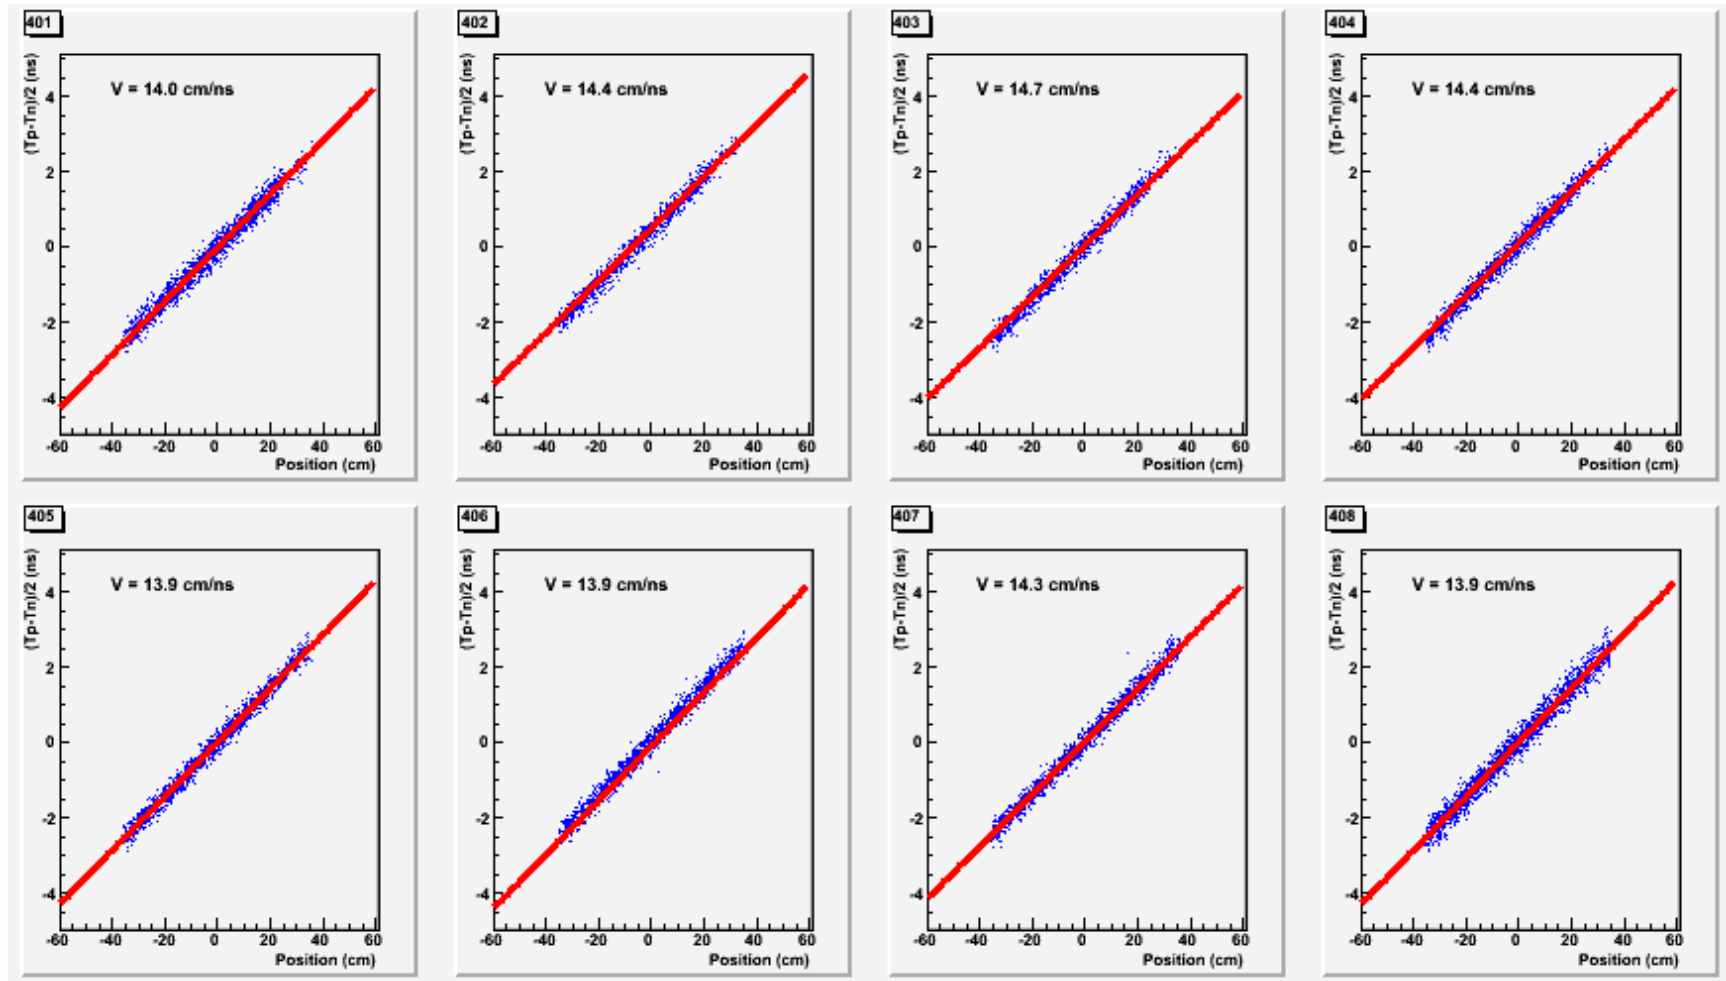 401
V = 14.0 cm/ns
(Tp-Tn)/2 (ns)
4
2
0
-2
-4
-60 -40 -20 0 20 40 60
Position (cm)
402
V = 14.4 cm/ns
(Tp-Tn)/2 (ns)
4
2
0
-2
-4
-60 -40 -20 0 20 40 60
Position (cm)
403
V = 14.7 cm/ns
(Tp-Tn)/2 (ns)
4
2
0
-2
-4
-60 -40 -20 0 20 40 60
Position (cm)
404
V = 14.4 cm/ns
(Tp-Tn)/2 (ns)
4
2
0
-2
-4
-60 -40 -20 0 20 40 60
Position (cm)
405
V = 13.9 cm/ns
(Tp-Tn)/2 (ns)
4
2
0
-2
-4
-60 -40 -20 0 20 40 60
Position (cm)
406
V = 13.9 cm/ns
(Tp-Tn)/2 (ns)
4
2
0
-2
-4
-60 -40 -20 0 20 40 60
Position (cm)
407
V = 14.3 cm/ns
(Tp-Tn)/2 (ns)
4
2
0
-2
-4
-60 -40 -20 0 20 40 60
Position (cm)
408
V = 13.9 cm/ns
(Tp-Tn)/2 (ns)
4
2
0
-2
-4
-60 -40 -20 0 20 40 60
Position (cm)